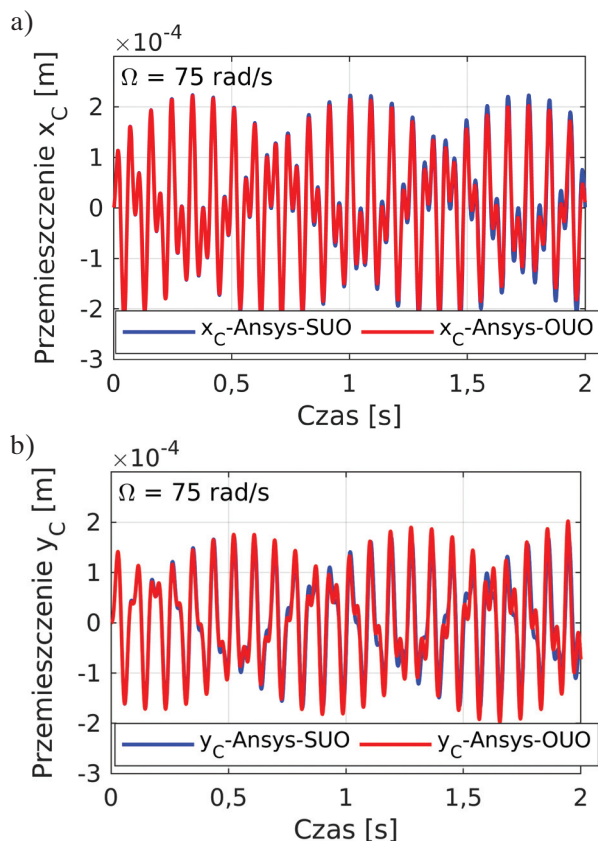 a)
×10⁻⁴
Ω = 75 rad/s
Przemieszczenie x_C [m]
2
1
0
-1
-2
-3
x_C-Ansys-SUO x_C-Ansys-OUO
0 0,5 1 1,5 2
Czas [s]
b)
×10⁻⁴
Ω = 75 rad/s
Przemieszczenie y_C [m]
2
1
0
-1
-2
-3
y_C-Ansys-SUO y_C-Ansys-OUO
0 0,5 1 1,5 2
Czas [s]